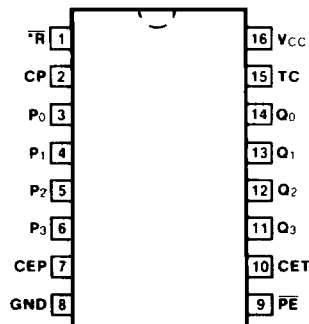 *R̅ 1 16 VCC
CP 2 15 TC
P0 3 14 Q0
P1 4 13 Q1
P2 5 12 Q2
P3 6 11 Q3
CEP 7 10 CET
GND 8 9 P̅E̅